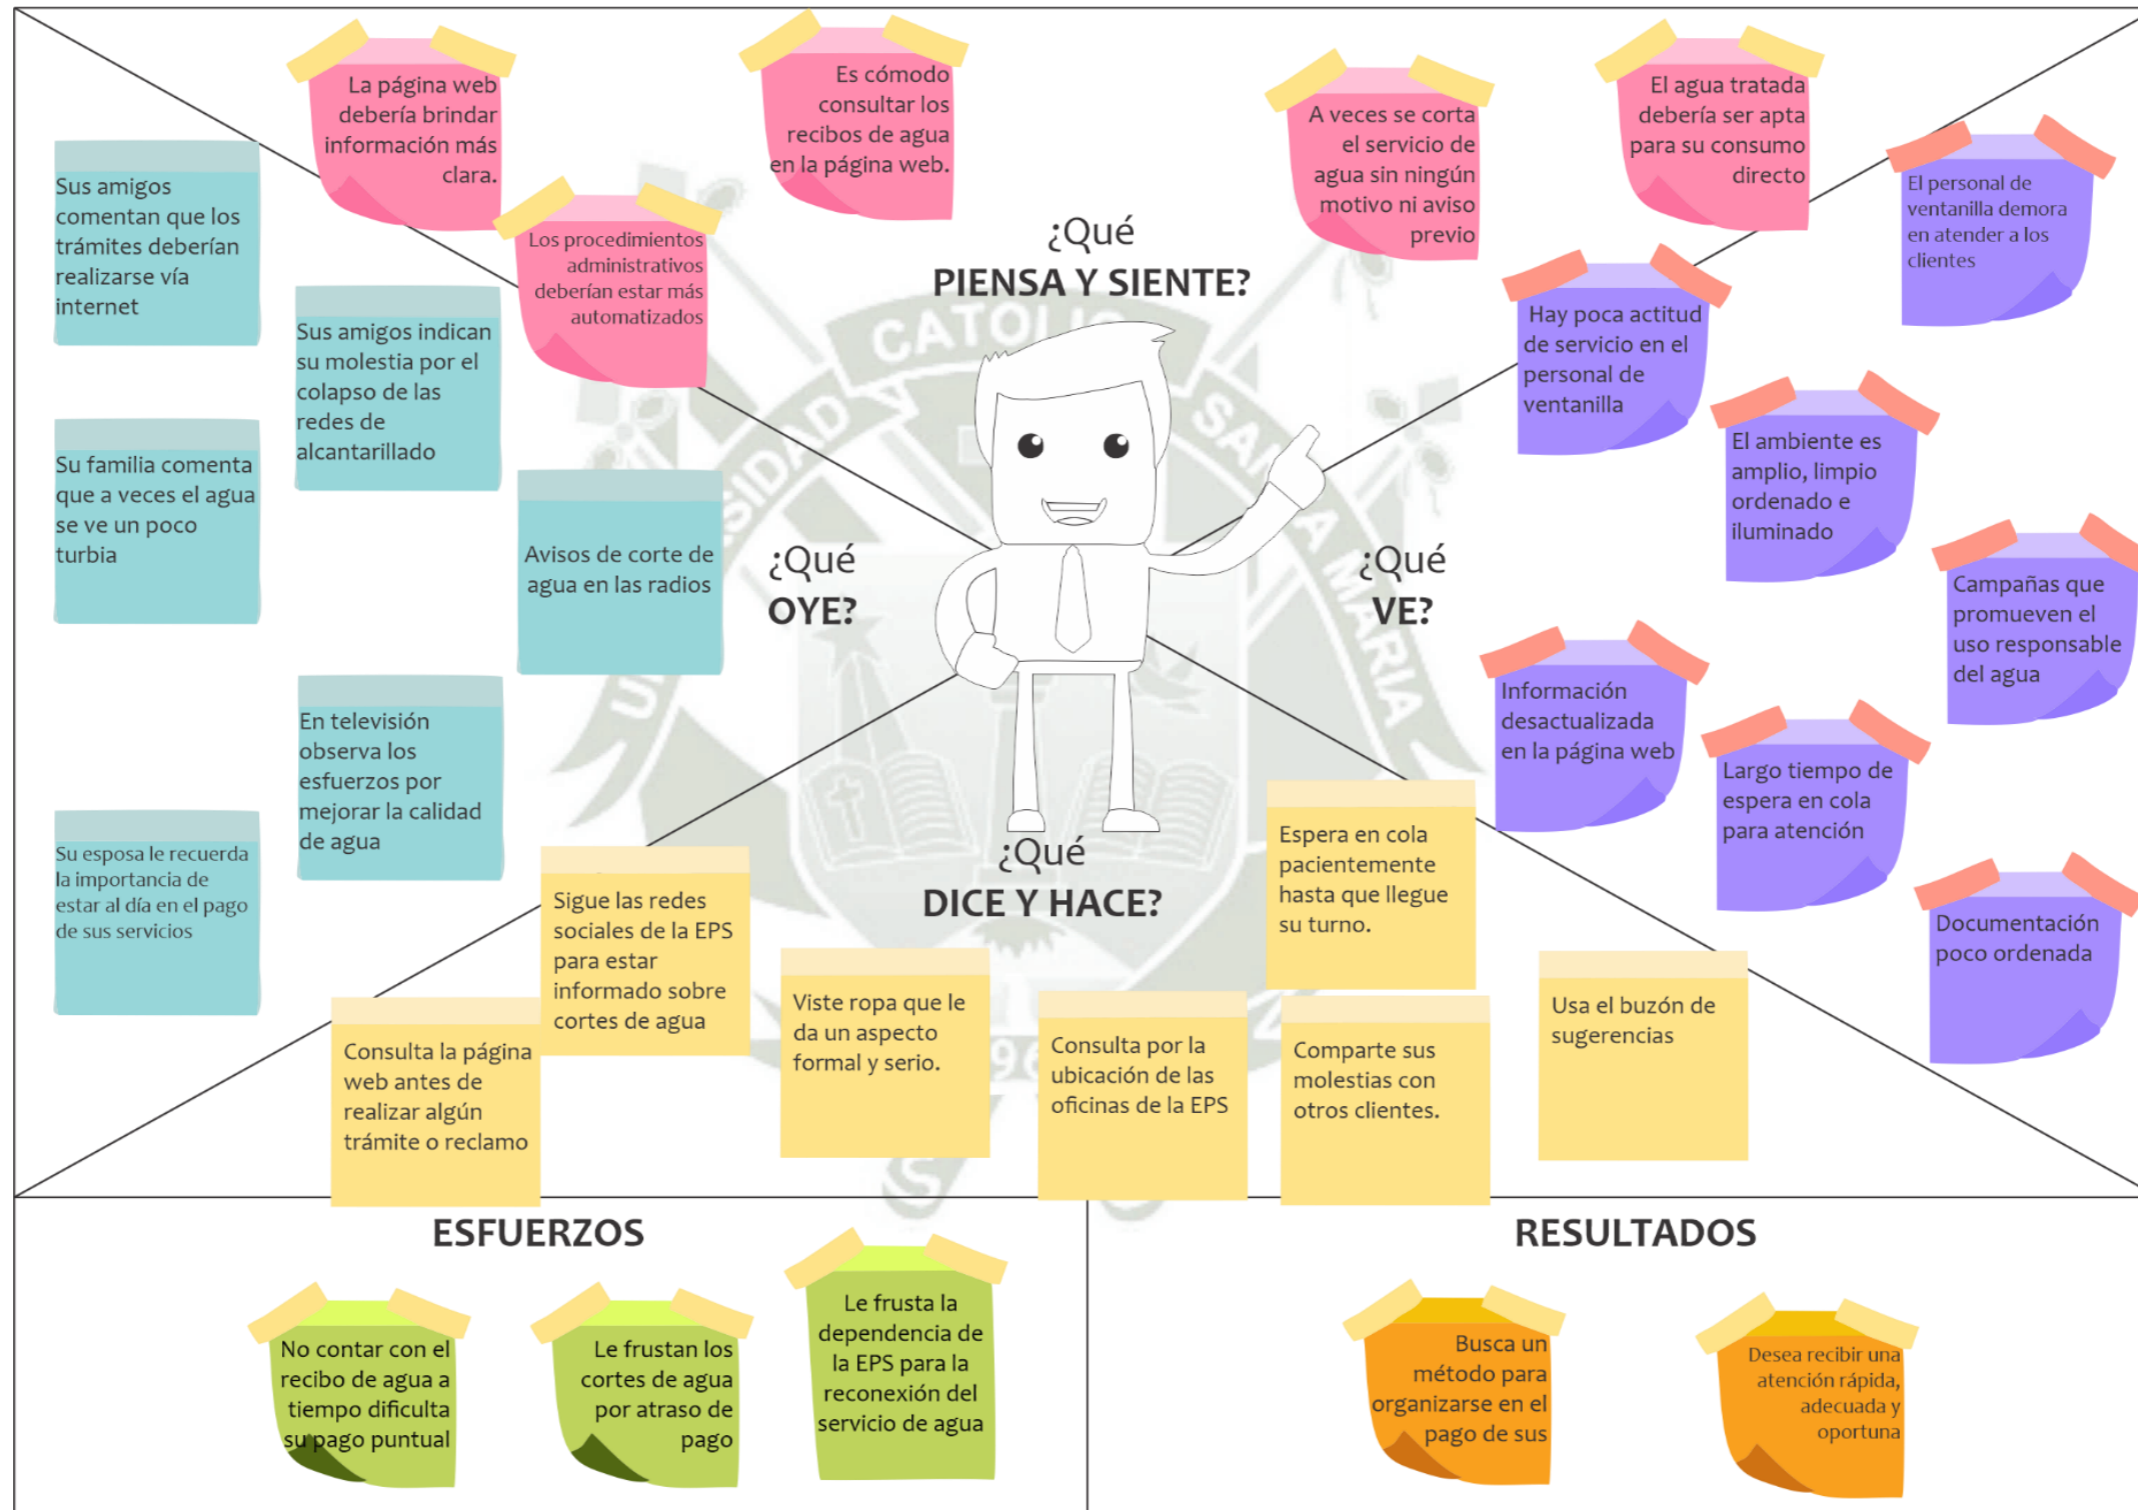 La página web
debería brindar
información más
clara.
Es cómodo
consultar los
recibos de agua
en la página web.
A veces se corta
el servicio de
agua sin ningún
motivo ni aviso
previo
El agua tratada
debería ser apta
para su consumo
directo
Los procedimientos
administrativos
deberían estar más
automatizados
¿Qué
PIENSA Y SIENTE?
Sus amigos
comentan que los
trámites deberían
realizarse vía
internet
Sus amigos indican
su molestia por el
colapso de las
redes de
alcantarillado
Su familia comenta
que a veces el agua
se ve un poco
turbia
Avisos de corte de
agua en las radios
¿Qué
OYE?
En televisión
observa los
esfuerzos por
mejorar la calidad
de agua
Su esposa le recuerda
la importancia de
estar al día en el pago
de sus servicios
El personal de
ventanilla demora
en atender a los
clientes
Hay poca actitud
de servicio en el
personal de
ventanilla
El ambiente es
amplio, limpio
ordenado e
iluminado
¿Qué
VE?
Campañas que
promueven el
uso responsable
del agua
Información
desactualizada
en la página web
Largo tiempo de
espera en cola
para atención
Documentación
poco ordenada
¿Qué
DICE Y HACE?
Espera en cola
pacientemente
hasta que llegue
su turno.
Sigue las redes
sociales de la EPS
para estar
informado sobre
cortes de agua
Consulta la página
web antes de
realizar algún
trámite o reclamo
Viste ropa que le
da un aspecto
formal y serio.
Consulta por la
ubicación de las
oficinas de la EPS
Comparte sus
molestias con
otros clientes.
Usa el buzón de
sugerencias
ESFUERZOS
No contar con el
recibo de agua a
tiempo dificulta
su pago puntual
Le frustan los
cortes de agua
por atraso de
pago
Le frusta la
dependencia de
la EPS para la
reconexión del
servicio de agua
RESULTADOS
Busca un
método para
organizarse en el
pago de sus
Desea recibir una
atención rápida,
adecuada y
oportuna
CATOLIC
SIDAD
SAN
A MARIA